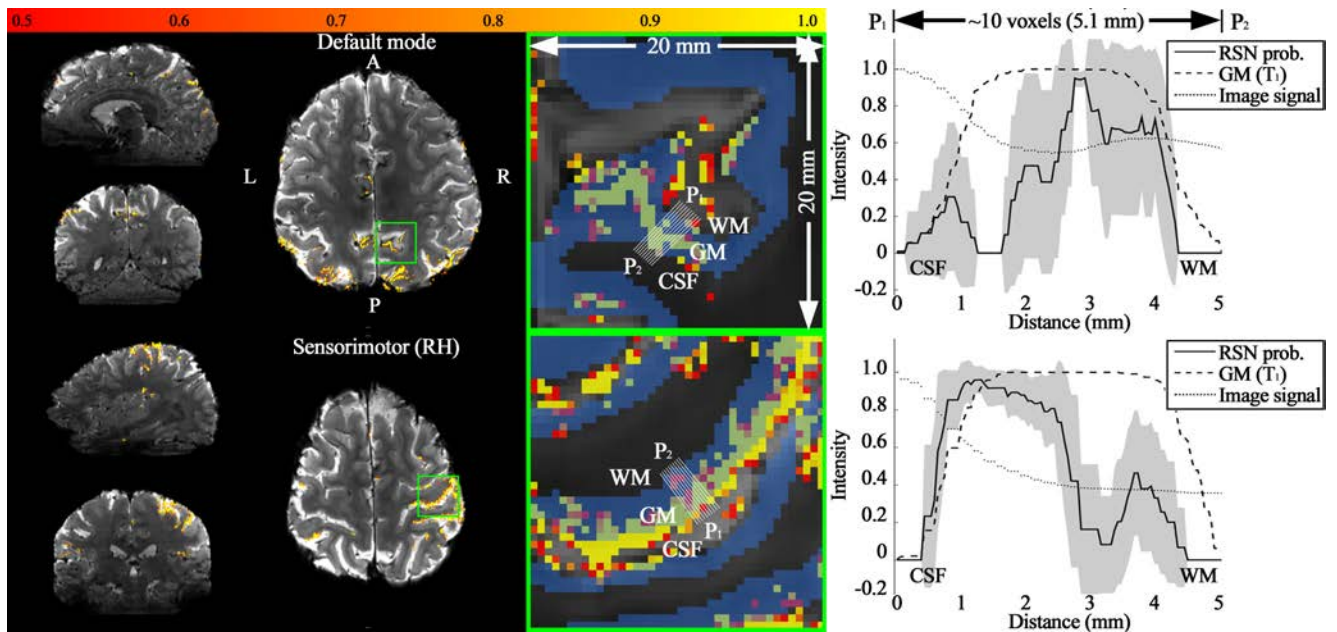 0.5
0.6
0.7
0.8
0.9
1.0
Default mode
A
L
R
P
20 mm
20 mm
P1
WM
GM
P2
CSF
P1
~10 voxels (5.1 mm)
P2
RSN prob.
GM (T1)
Image signal
1.0
0.8
0.6
0.4
0.2
0
-0.2
Intensity
CSF
WM
0 1 2 3 4 5
Distance (mm)
Sensorimotor (RH)
P2
WM
GM
P1
CSF
RSN prob.
GM (T1)
Image signal
1.0
0.8
0.6
0.4
0.2
0
-0.2
Intensity
CSF
WM
0 1 2 3 4 5
Distance (mm)